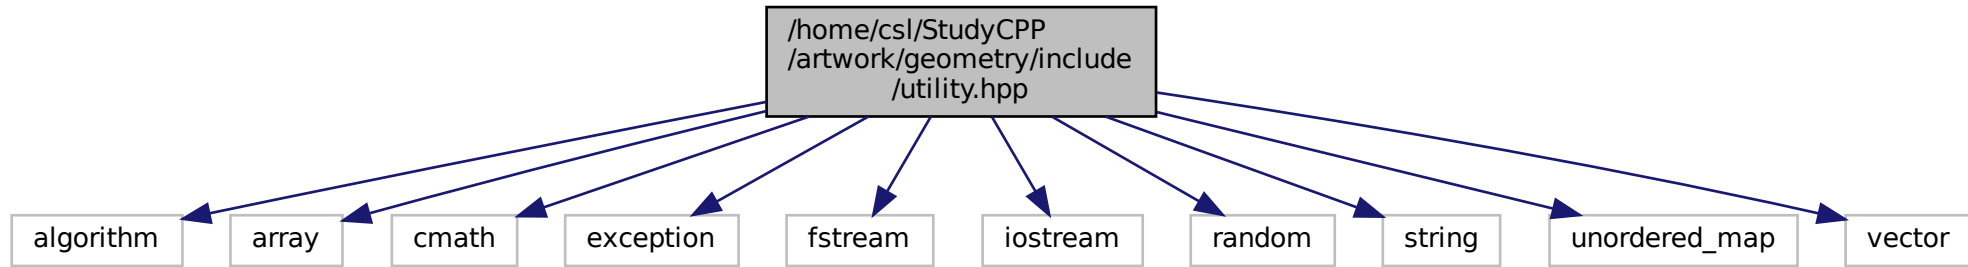 /home/csl/StudyCPP
/artwork/geometry/include
/utility.hpp
algorithm
array
cmath
exception
fstream
iostream
random
string
unordered_map
vector